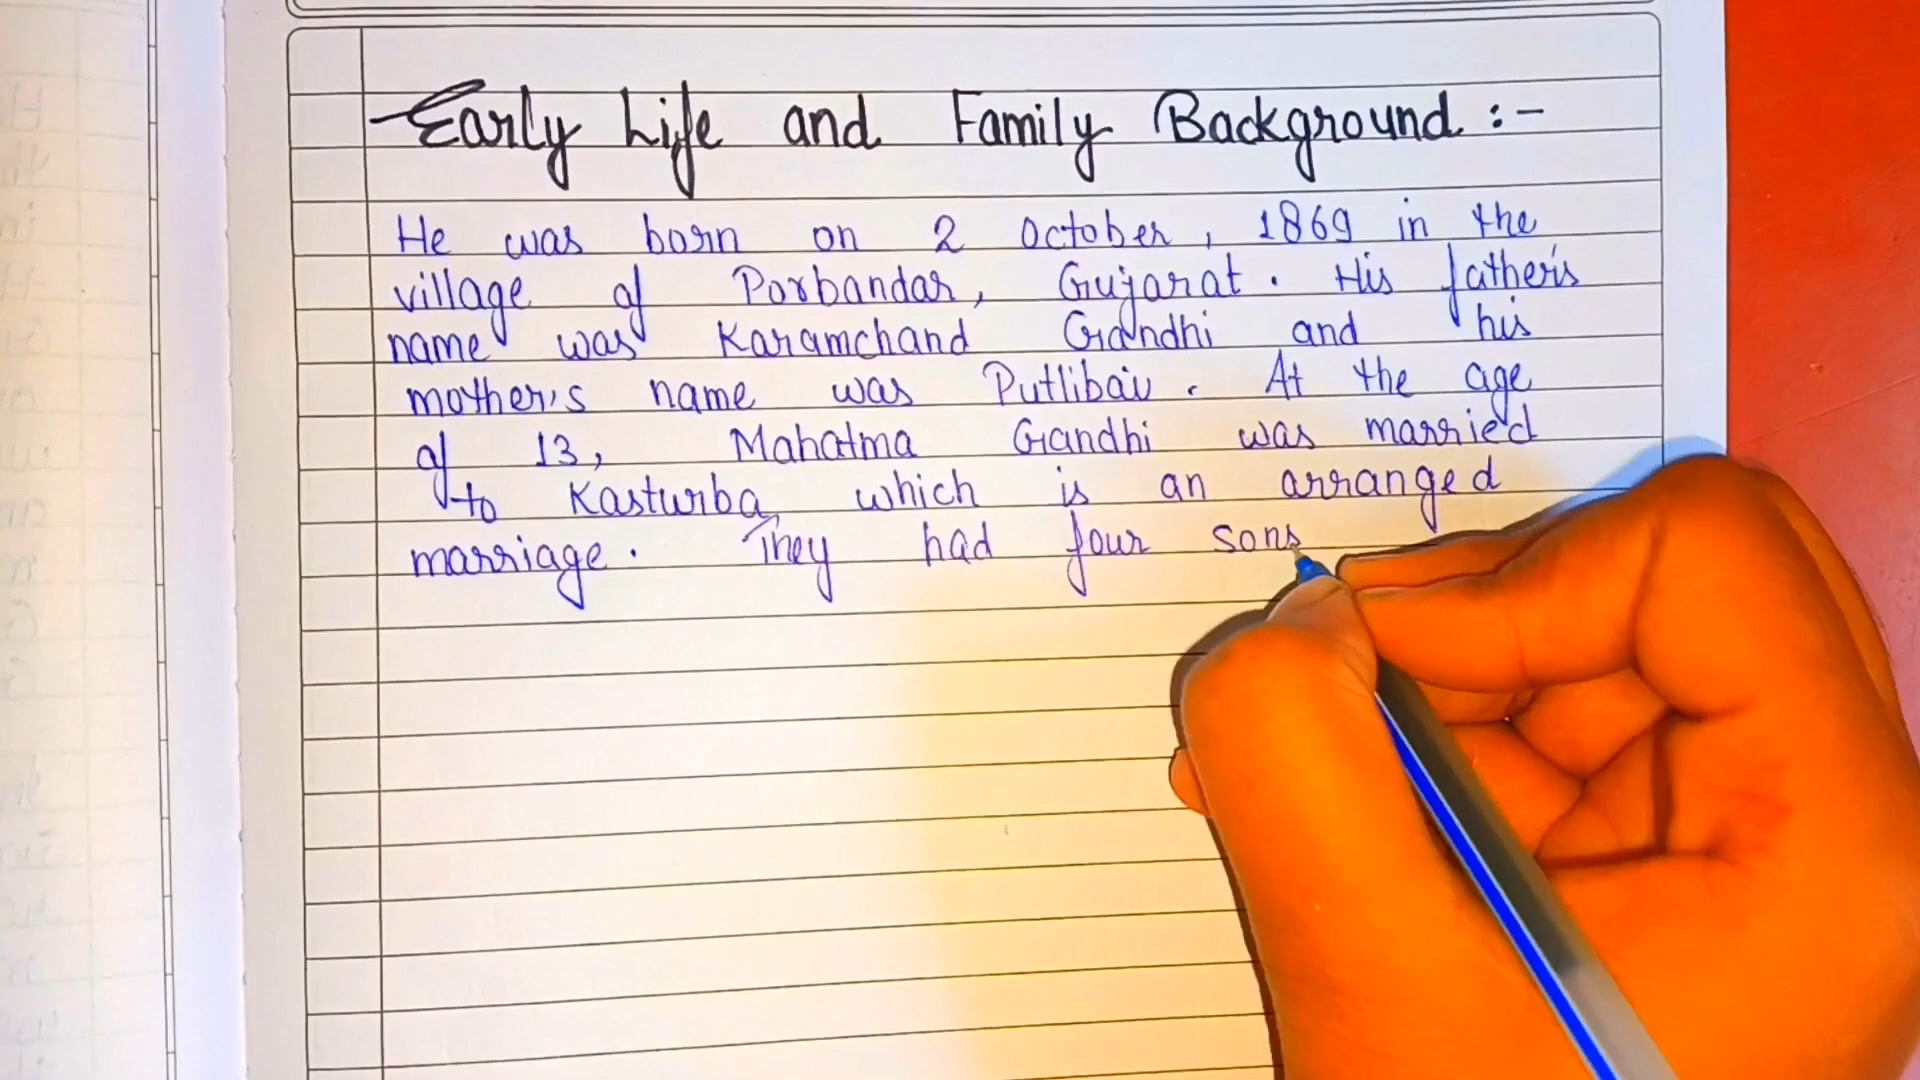 Early Life and Family Background :-
He was born on 2 October, 1869 in the
village of Porbandar, Gujarat. His father's
name was Karamchand Gandhi and his
mother's name was Putlibai. At the age
of 13, Mahatma Gandhi was married
to Kasturba which is an arranged
marriage. They had four sons